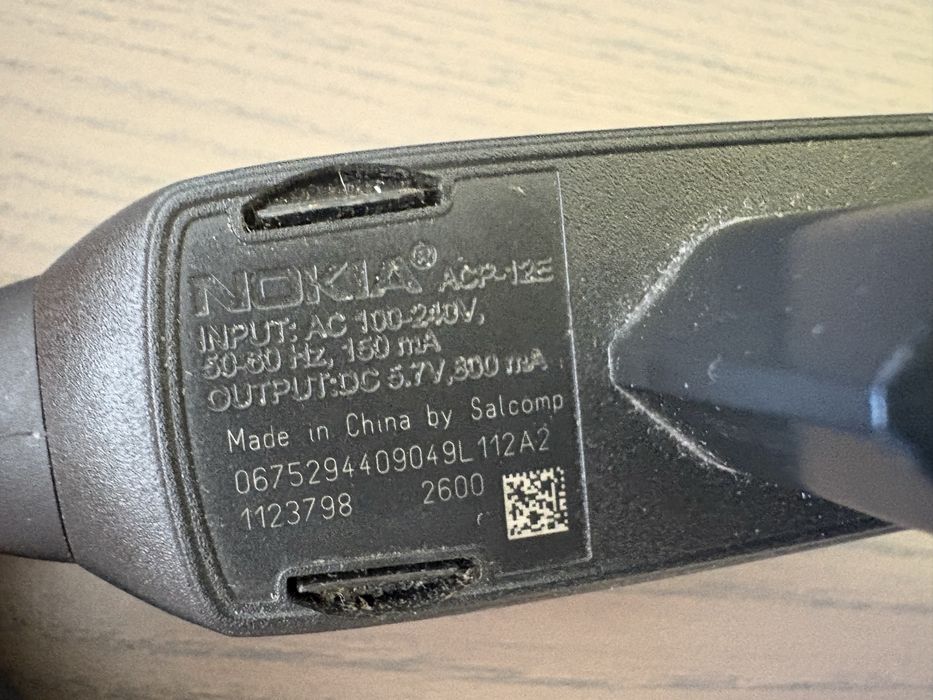 NOKIA® ACP-12E
INPUT: AC 100-240V,
50-60 Hz, 150 mA
OUTPUT:DC 5.7V,800 mA
Made in China by Salcomp
0675294409049L112A2
1123798 2600
r